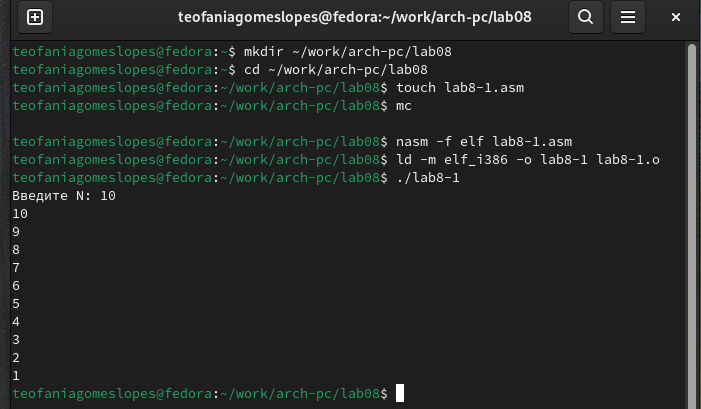 teofaniagomeslopes@fedora:~/work/arch-pc/lab08
teofaniagomeslopes@fedora:~$ mkdir ~/work/arch-pc/lab08
teofaniagomeslopes@fedora:~$ cd ~/work/arch-pc/lab08
teofaniagomeslopes@fedora:~/work/arch-pc/lab08$ touch lab8-1.asm
teofaniagomeslopes@fedora:~/work/arch-pc/lab08$ mc
teofaniagomeslopes@fedora:~/work/arch-pc/lab08$ nasm -f elf lab8-1.asm
teofaniagomeslopes@fedora:~/work/arch-pc/lab08$ ld -m elf_i386 -o lab8-1 lab8-1.o
teofaniagomeslopes@fedora:~/work/arch-pc/lab08$ ./lab8-1
Введите N: 10
10
9
8
7
6
5
4
3
2
1
teofaniagomeslopes@fedora:~/work/arch-pc/lab08$